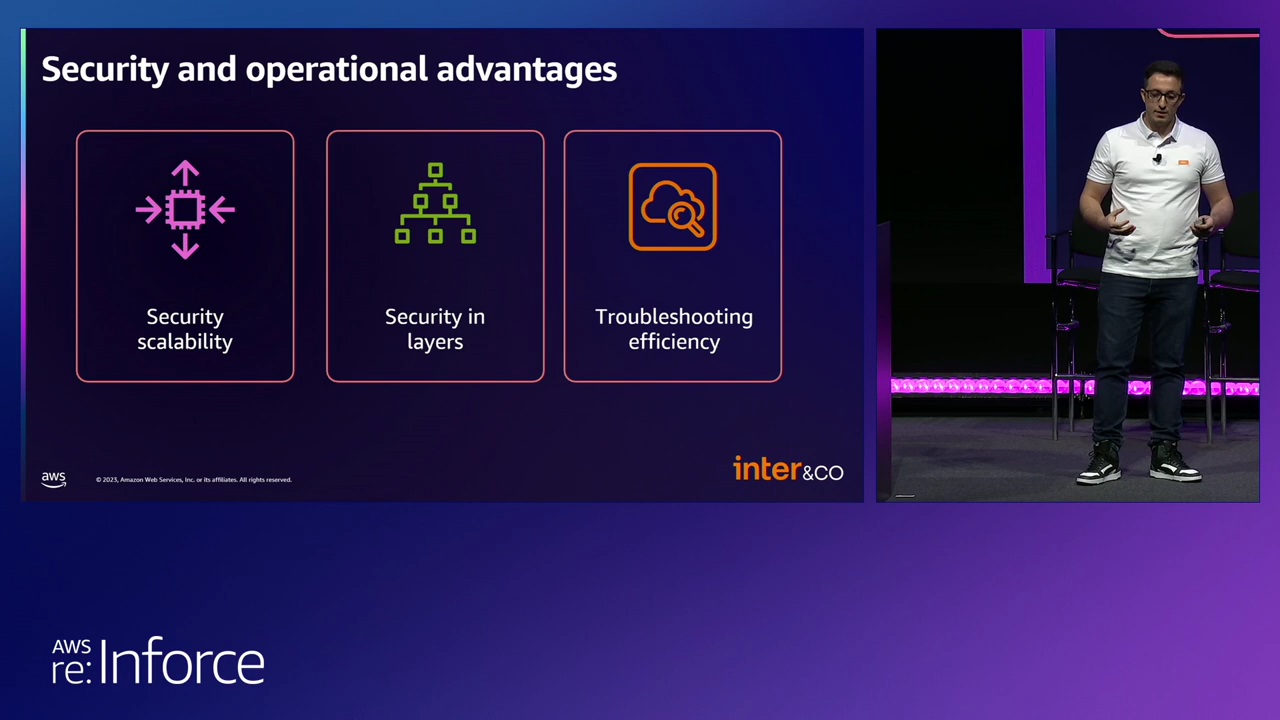 Security and operational advantages
Security
scalability
Security in
layers
Troubleshooting
efficiency
aws
© 2023, Amazon Web Services, Inc. or its affiliates. All rights reserved.
inter&CO
AWS
re:Inforce